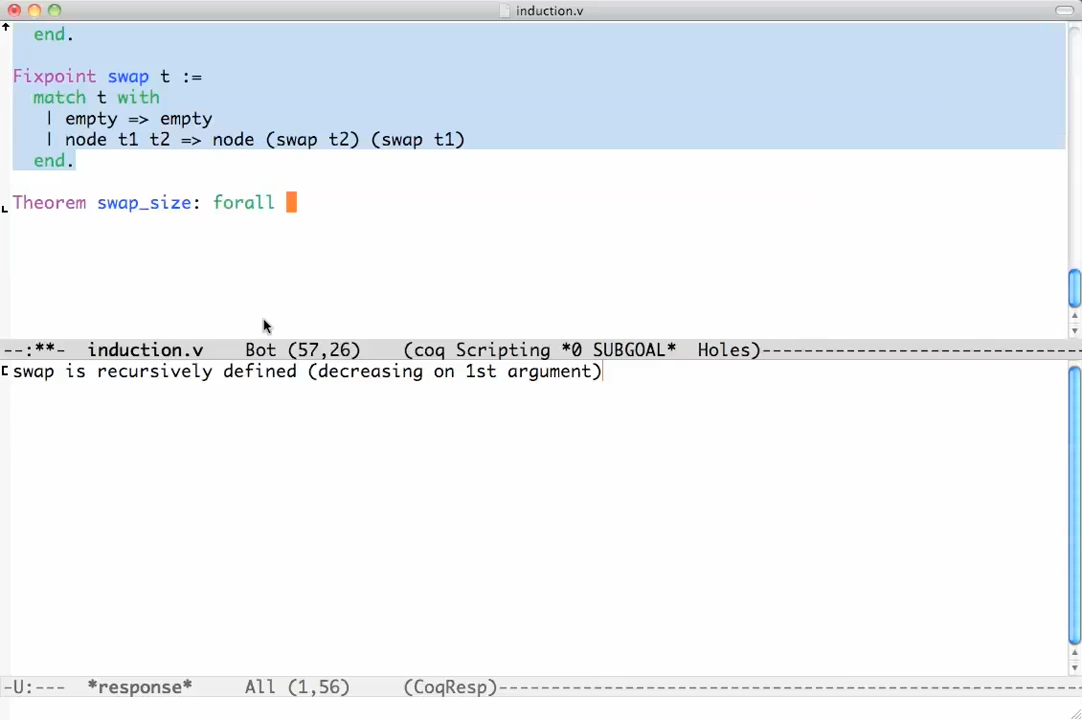 induction.v
end.
Fixpoint swap t :=
match t with
| empty => empty
| node t1 t2 => node (swap t2) (swap t1)
end.
Theorem swap_size: forall
--:**-  induction.v    Bot (57,26)    (coq Scripting *0 SUBGOAL*  Holes)------------------------------
swap is recursively defined (decreasing on 1st argument)
-U:---  *response*     All (1,56)     (CoqResp)-------------------------------------------------------